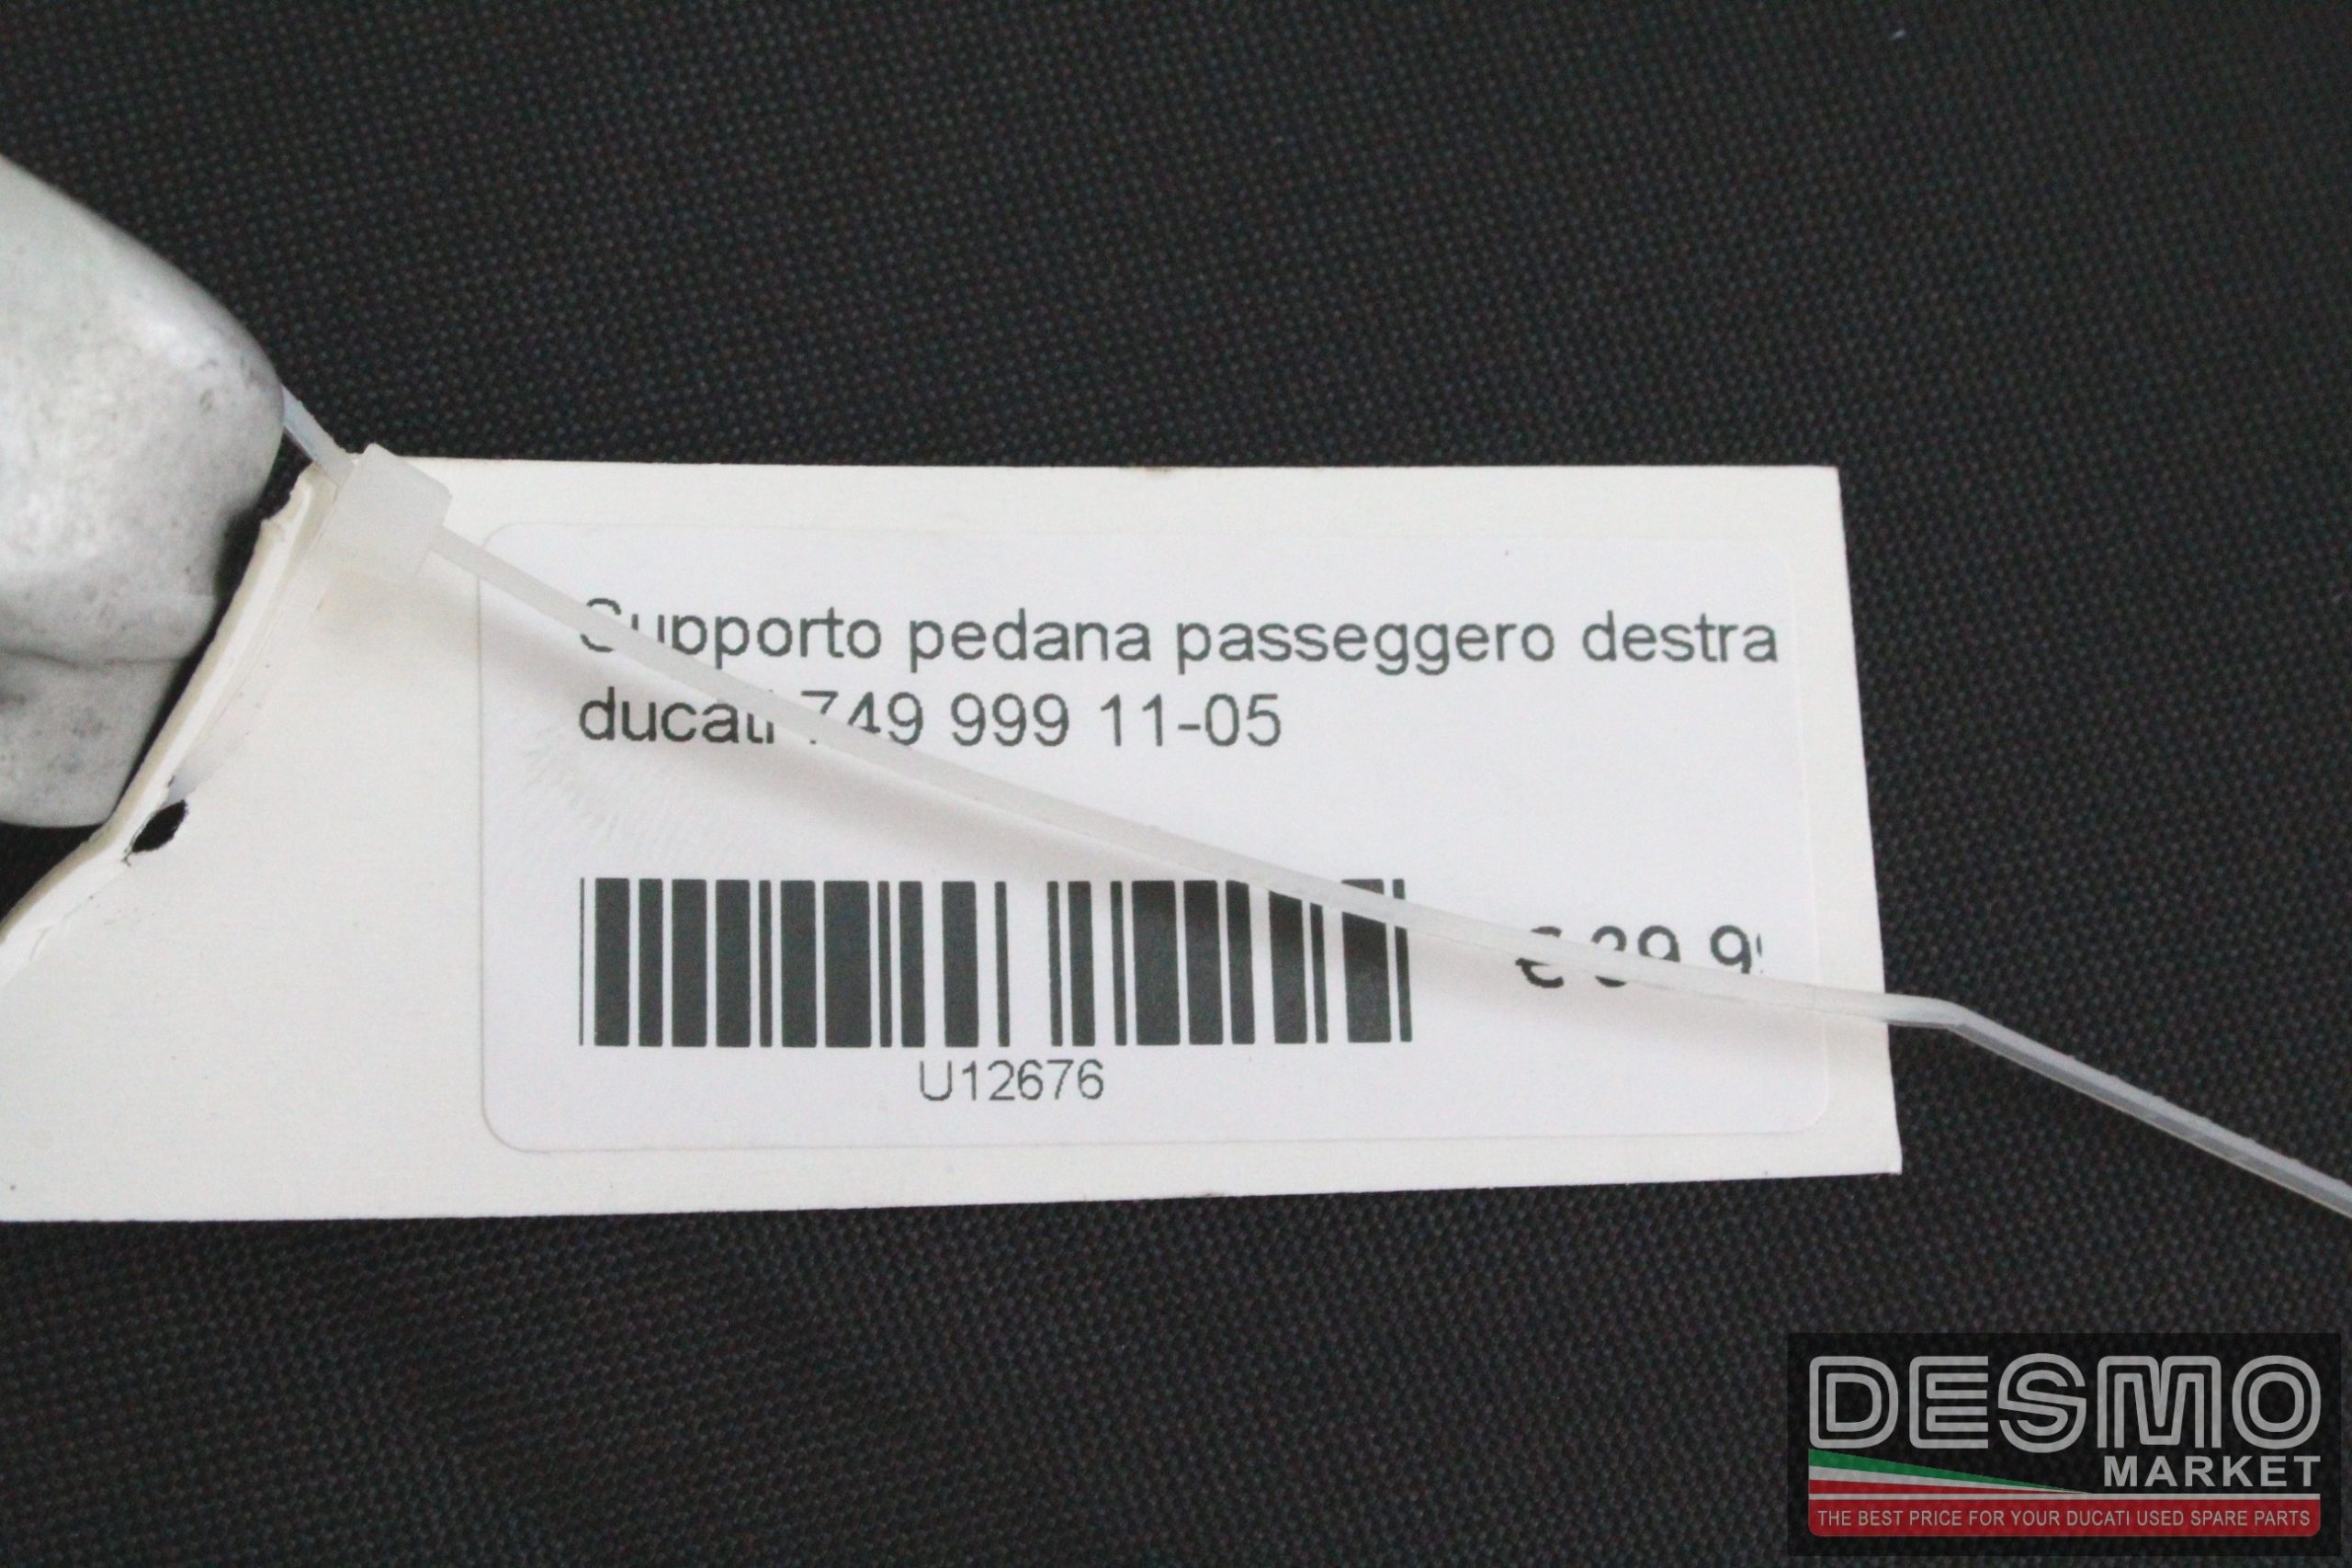 Supporto pedana passeggero destra
ducati 749 999 11-05
U12676
DESMO
MARKET
THE BEST PRICE FOR YOUR DUCATI USED SPARE PARTS